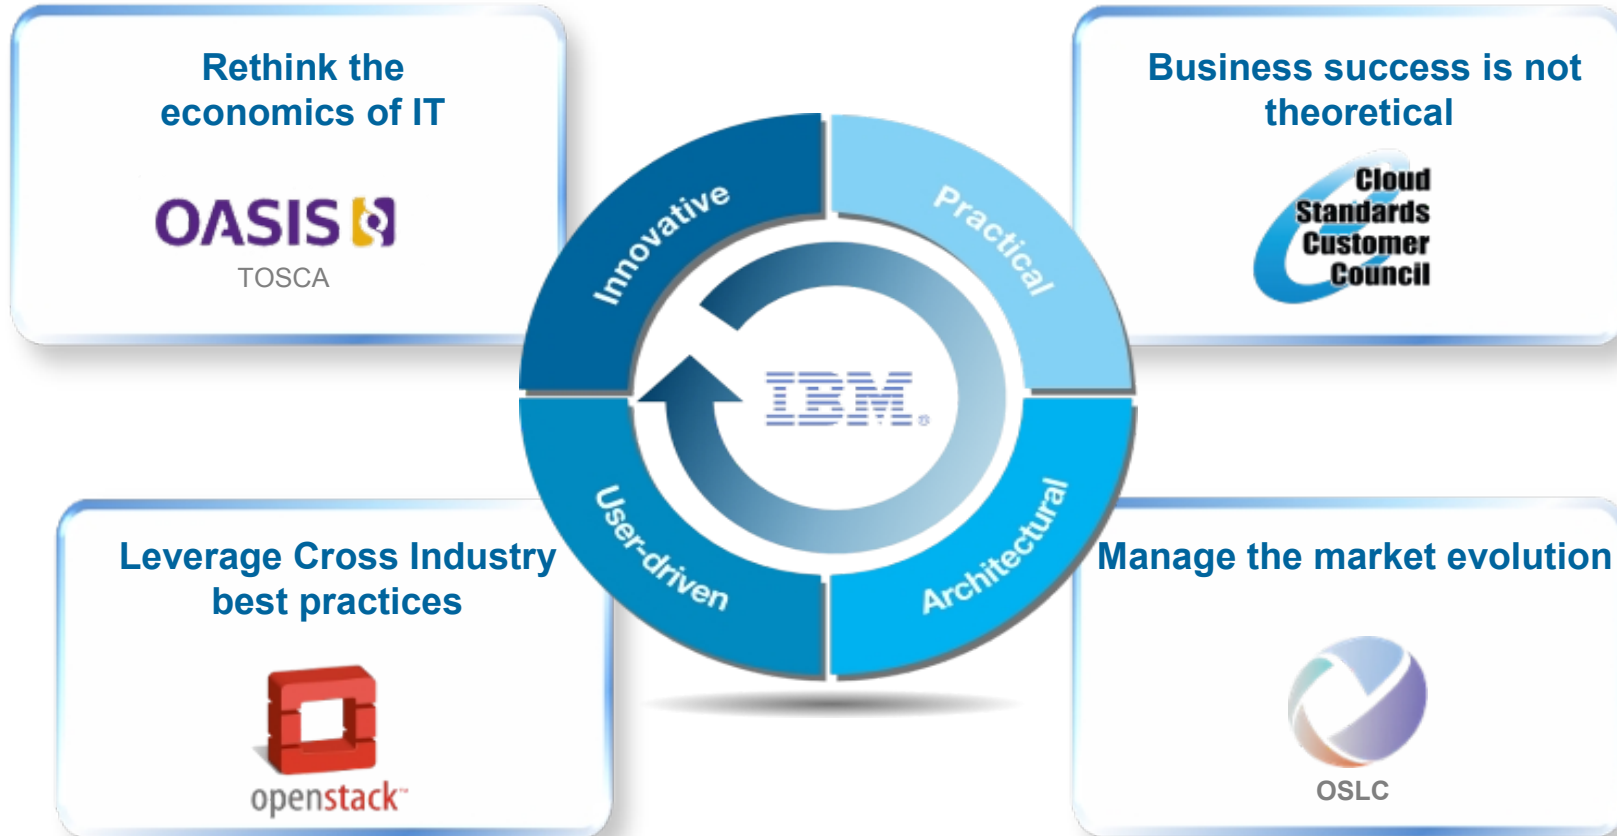 Rethink the
economics of IT
OASIS
TOSCA
Business success is not
theoretical
Cloud
Standards
Customer
Council
Innovative
Practical
IBM®
User-driven
Architectural
Leverage Cross Industry
best practices
openstack™
Manage the market evolution
OSLC